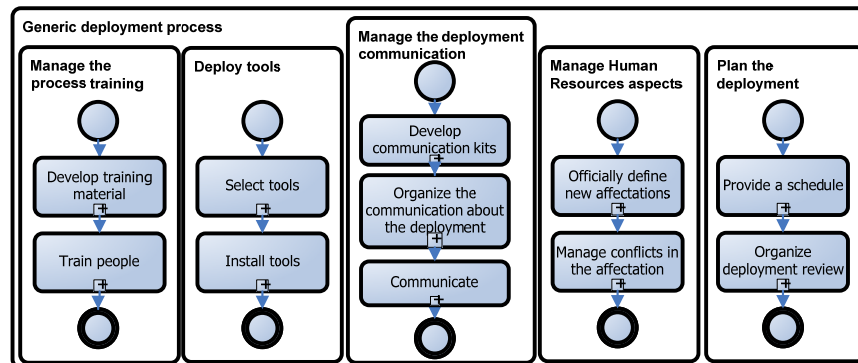 Generic deployment process
Manage the
process training
Develop training
material
Train people
Deploy tools
Select tools
Install tools
Manage the deployment
communication
Develop
communication kits
Organize the
communication about
the deployment
Communicate
Manage Human
Resources aspects
Officially define
new affectations
Manage conflicts in
the affectation
Plan the
deployment
Provide a schedule
Organize
deployment review